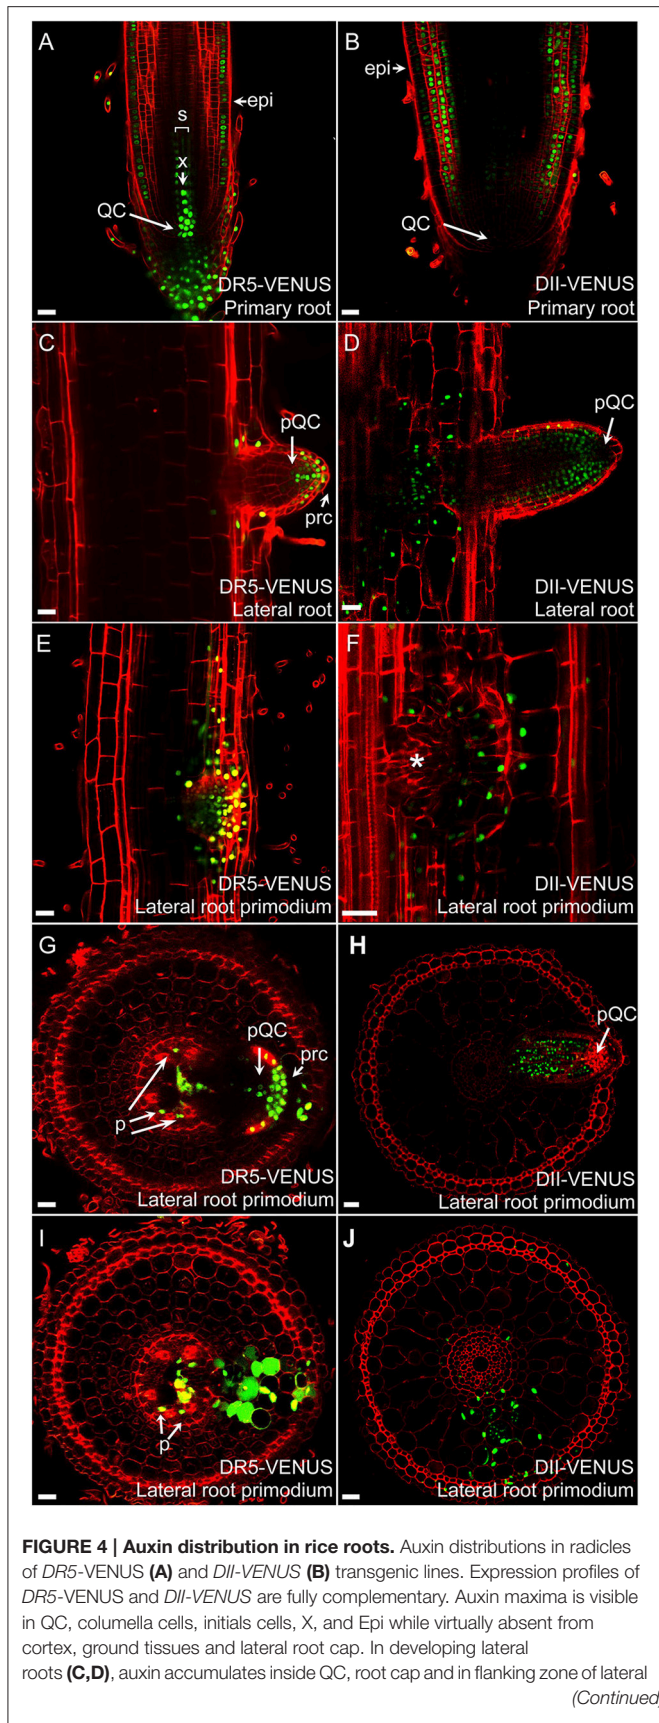 A
s
epi
x
QC
DR5-VENUS
Primary root
B
epi
QC
DII-VENUS
Primary root
C
pQC
prc
DR5-VENUS
Lateral root
D
pQC
DII-VENUS
Lateral root
E
DR5-VENUS
Lateral root primodium
F
*
DII-VENUS
Lateral root primodium
G
pQC
prc
p
DR5-VENUS
Lateral root primodium
H
pQC
DII-VENUS
Lateral root primodium
I
p
DR5-VENUS
Lateral root primodium
J
DII-VENUS
Lateral root primodium
FIGURE 4 | Auxin distribution in rice roots. Auxin distributions in radicles
of DR5-VENUS (A) and DII-VENUS (B) transgenic lines. Expression profiles of
DR5-VENUS and DII-VENUS are fully complementary. Auxin maxima is visible
in QC, columella cells, initials cells, X, and Epi while virtually absent from
cortex, ground tissues and lateral root cap. In developing lateral
roots (C,D), auxin accumulates inside QC, root cap and in flanking zone of lateral
(Continued)